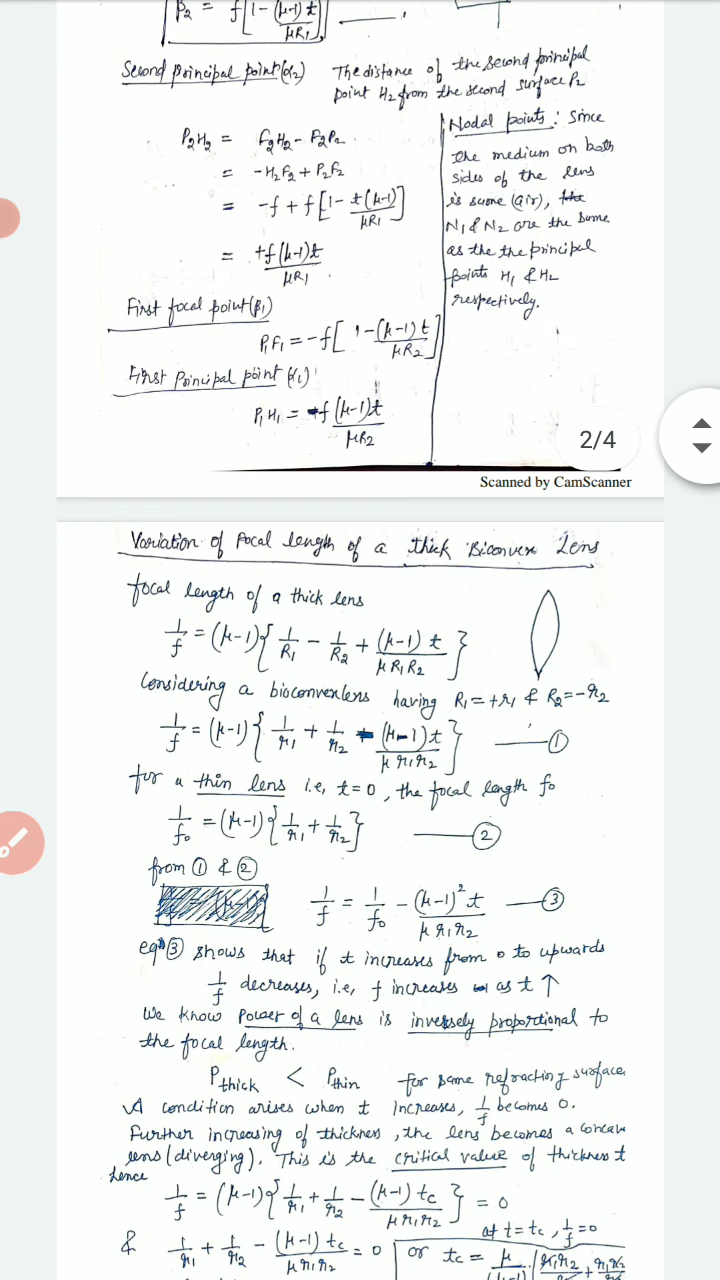 P₂ = f[1 - (μ-1)t / μR₁]
Second principal point (α₂) The distance of the second principal
point H₂ from the second surface P₂
P₂H₂ = F₂H₂ - F₂P₂
= -H₂F₂ + P₂F₂
= -f + f[1 - t(μ-1) / μR₁]
= +f(μ-1)t / μR₁
Nodal points: Since
the medium on both
sides of the lens
is same (air),
N₁ & N₂ are the same
as the the principal
points H₁ & H₂
respectively.
First focal point (β₁)
P₁F₁ = -f[1 - (μ-1)t / μR₂]
First Principal point (α₁)
P₁H₁ = f(μ-1)t / μR₂
2/4
Scanned by CamScanner
Variation of Focal length of a thick Biconvex Lens
focal length of a thick lens
1/f = (μ-1){1/R₁ - 1/R₂ + (μ-1)t / μR₁R₂}
Considering a bioconvexlens having R₁ = +r₁ & R₂ = -r₂
1/f = (μ-1){1/r₁ + 1/r₂ - (μ-1)t / μr₁r₂} —①
for a thin lens i.e, t=0, the focal length f₀
1/f₀ = (μ-1){1/r₁ + 1/r₂} —②
from ① & ②
1/f = 1/f₀ - (μ-1)²t / μr₁r₂ —③
eqⁿ ③ shows that if t increases from 0 to upwards
1/f decreases, i.e, f increases as t ↑
We know power of a lens is inversely proportional to
the focal length.
P thick < P thin for same refracting surface.
A condition arises when t increases, 1/f becomes 0.
Further increasing of thickness, the lens becomes a concave
lens (diverging). This is the critical value of thickness t
Hence
1/f = (μ-1){1/r₁ + 1/r₂ - (μ-1)tc / μr₁r₂} = 0
at t=tc, 1/f=0
& 1/r₁ + 1/r₂ - (μ-1)tc / μr₁r₂ = 0
or tc = μ/(μ-1)